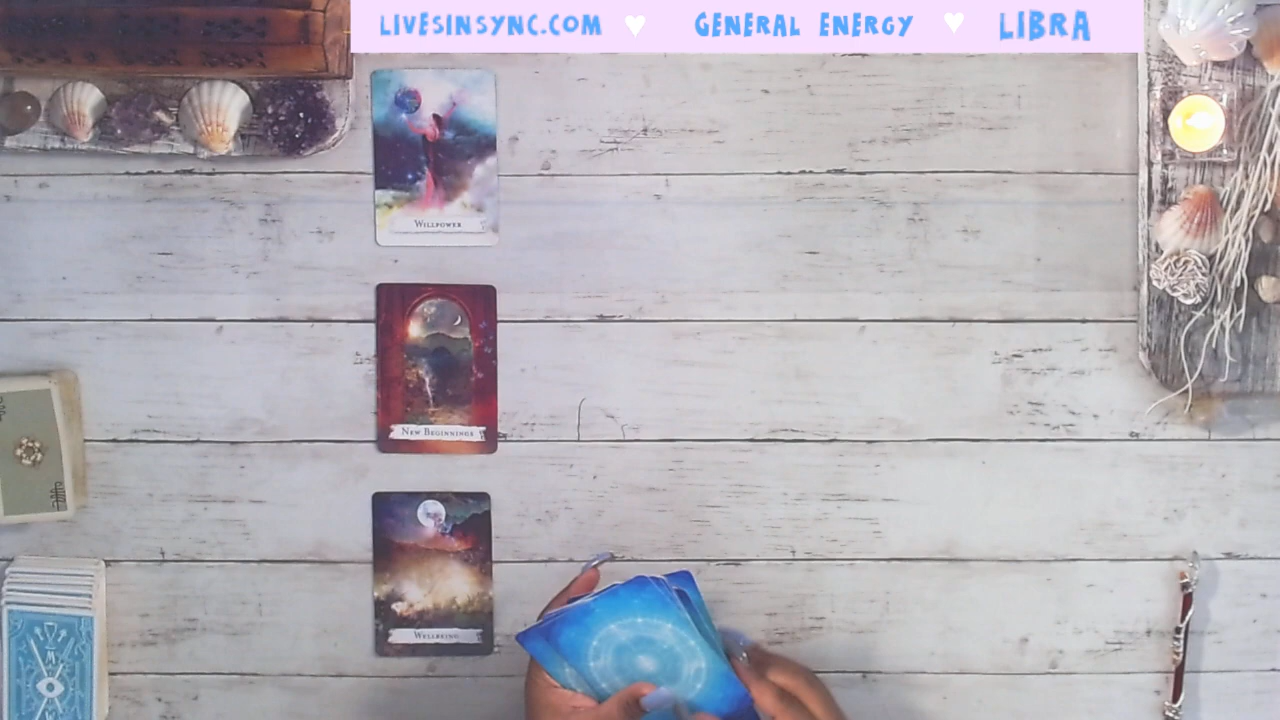 LIVESINSYNC.COM ♥ GENERAL ENERGY ♥ LIBRA
WILLPOWER
NEW BEGINNINGS
WELLBEING